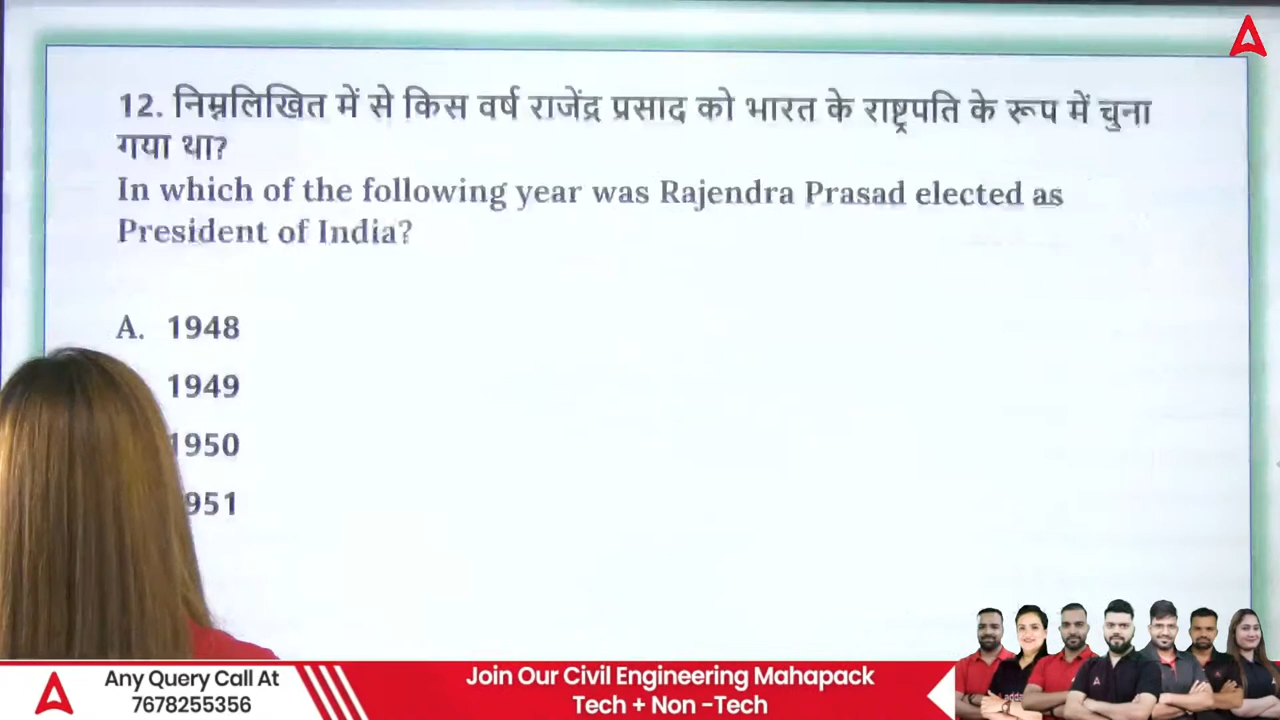 12. निम्नलिखित में से किस वर्ष राजेंद्र प्रसाद को भारत के राष्ट्रपति के रूप में चुना
गया था?
In which of the following year was Rajendra Prasad elected as
President of India?
A. 1948
1949
1950
951
Any Query Call At
7678255356
Join Our Civil Engineering Mahapack
Tech + Non -Tech